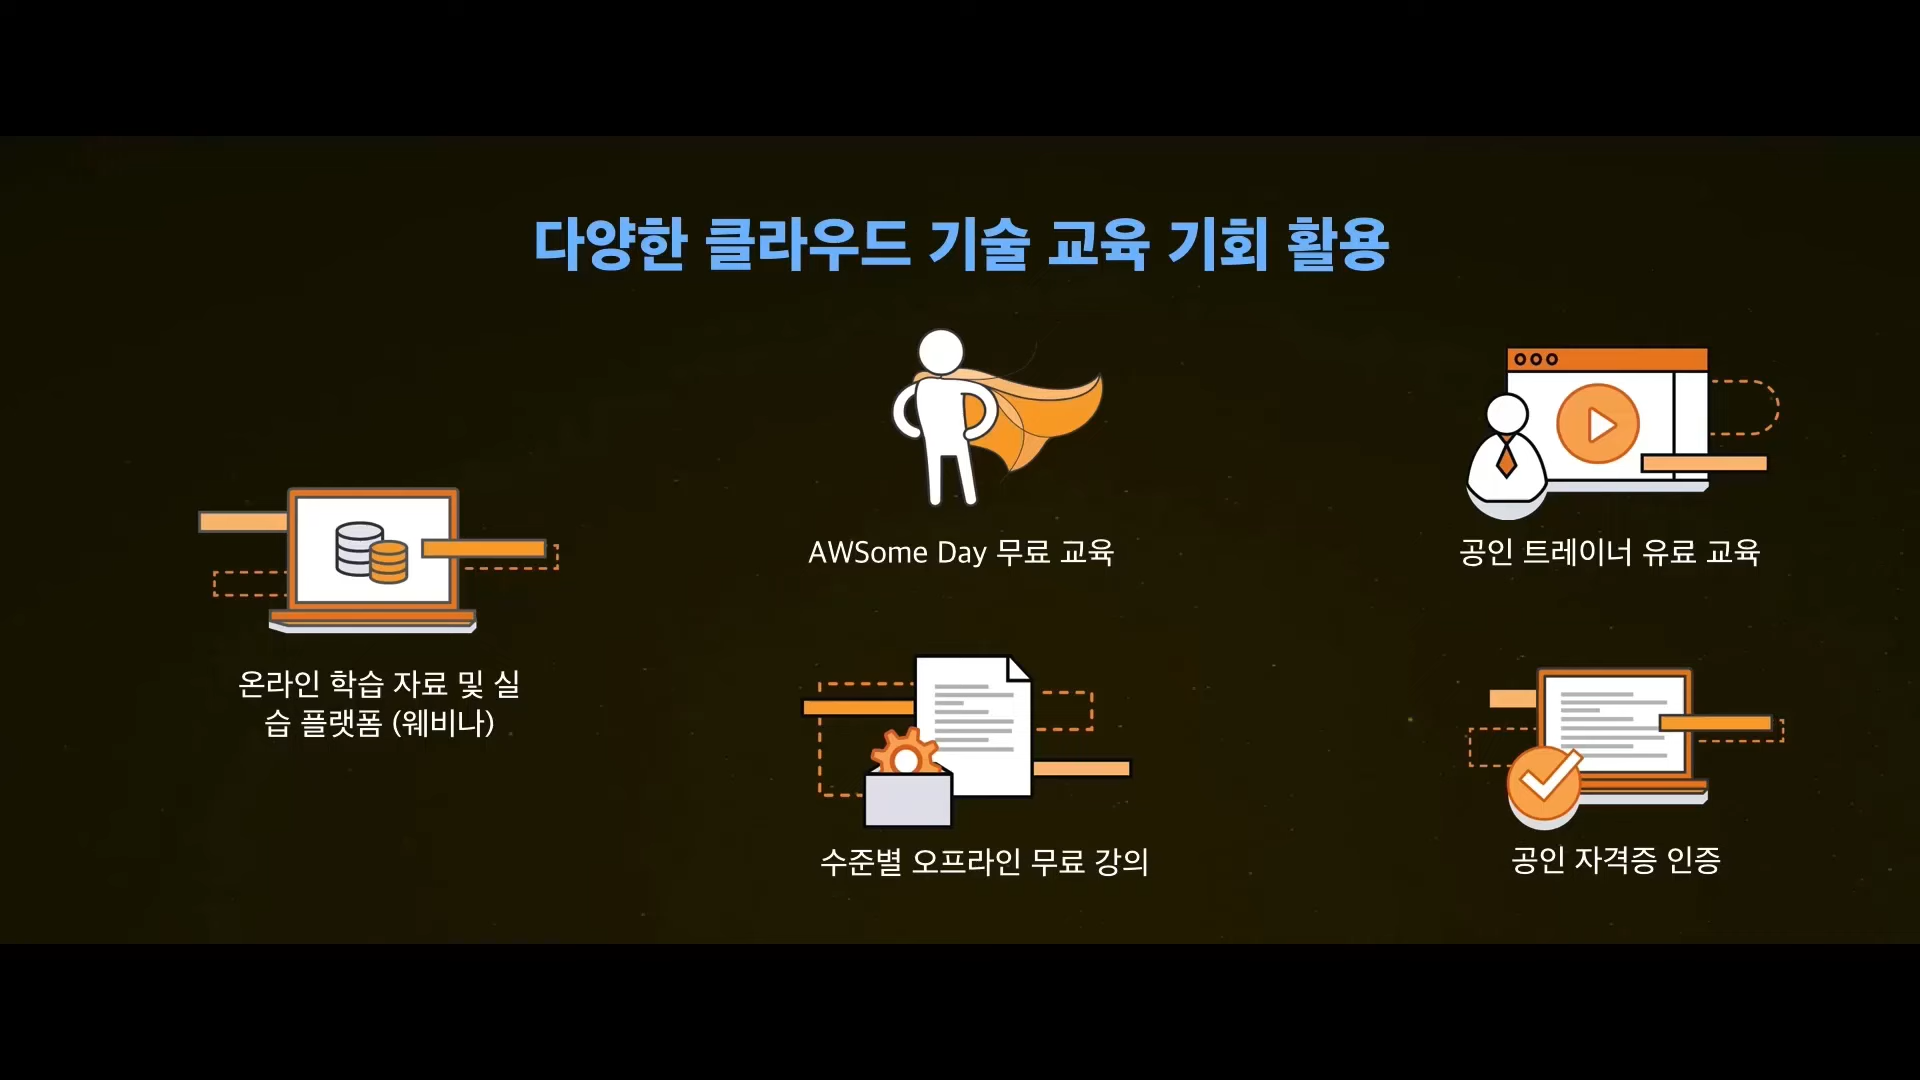 다양한 클라우드 기술 교육 기회 활용
온라인 학습 자료 및 실
습 플랫폼 (웨비나)
AWSome Day 무료 교육
수준별 오프라인 무료 강의
공인 트레이너 유료 교육
공인 자격증 인증